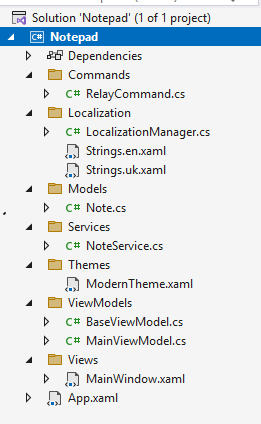 Solution 'Notepad' (1 of 1 project)
C# Notepad
Dependencies
Commands
C# RelayCommand.cs
Localization
C# LocalizationManager.cs
Strings.en.xaml
Strings.uk.xaml
Models
C# Note.cs
Services
C# NoteService.cs
Themes
ModernTheme.xaml
ViewModels
C# BaseViewModel.cs
C# MainViewModel.cs
Views
MainWindow.xaml
App.xaml